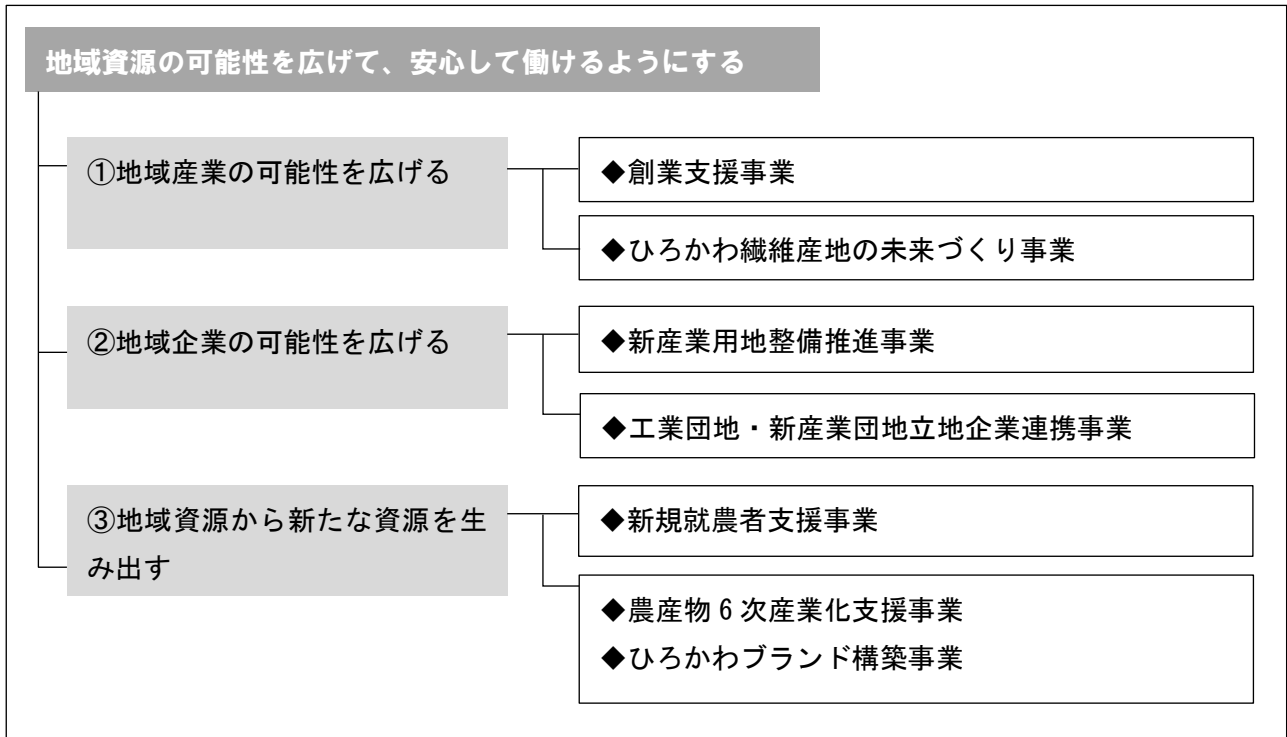 地域資源の可能性を広げて、安心して働けるようにする
①地域産業の可能性を広げる
◆創業支援事業
◆ひろかわ繊維産地の未来づくり事業
②地域企業の可能性を広げる
◆新産業用地整備推進事業
◆工業団地・新産業団地立地企業連携事業
③地域資源から新たな資源を生
み出す
◆新規就農者支援事業
◆農産物６次産業化支援事業
◆ひろかわブランド構築事業